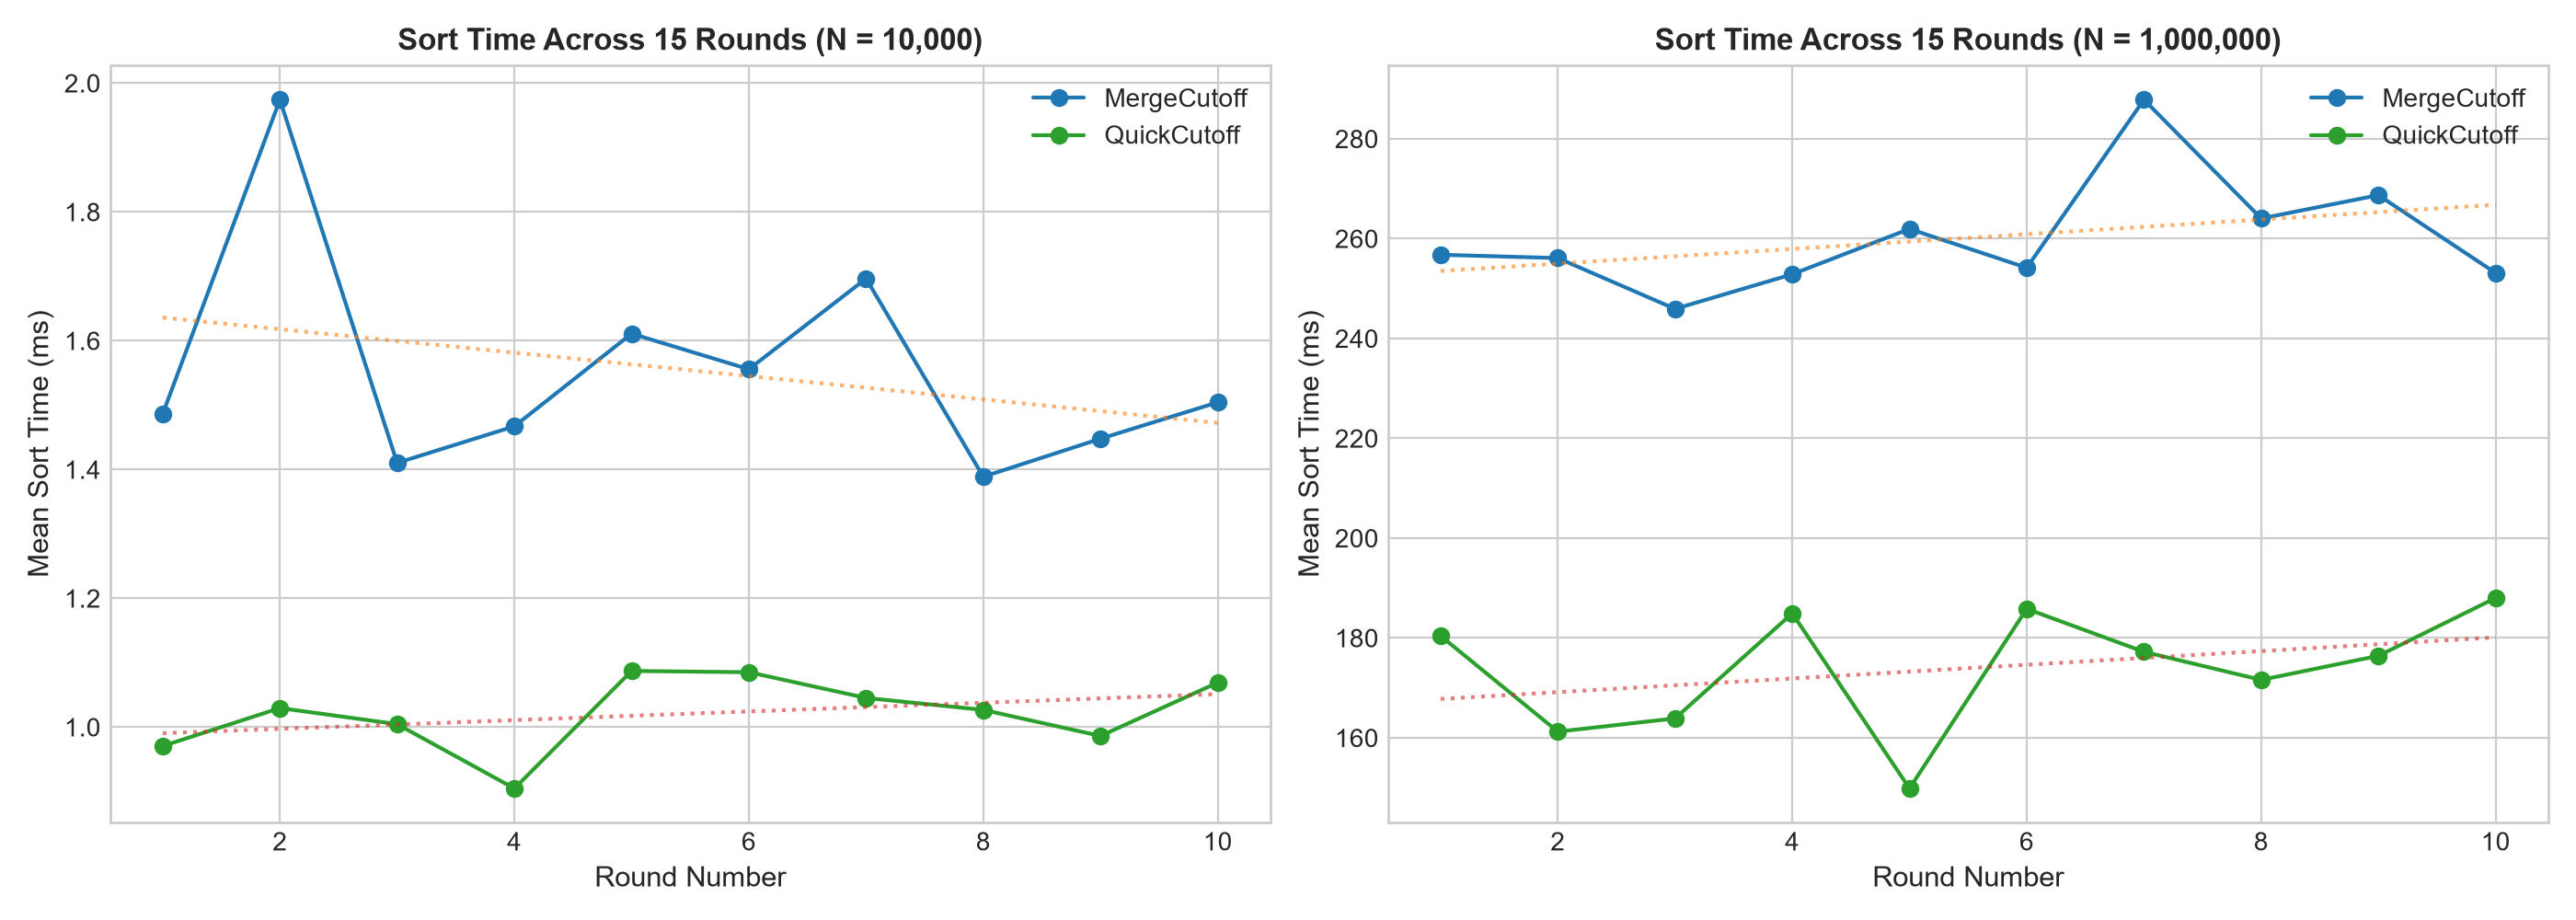 Sort Time Across 15 Rounds (N = 10,000)
MergeCutoff
QuickCutoff
Mean Sort Time (ms)
2.0
1.8
1.6
1.4
1.2
1.0
2 4 6 8 10
Round Number
Sort Time Across 15 Rounds (N = 1,000,000)
MergeCutoff
QuickCutoff
Mean Sort Time (ms)
280
260
240
220
200
180
160
2 4 6 8 10
Round Number